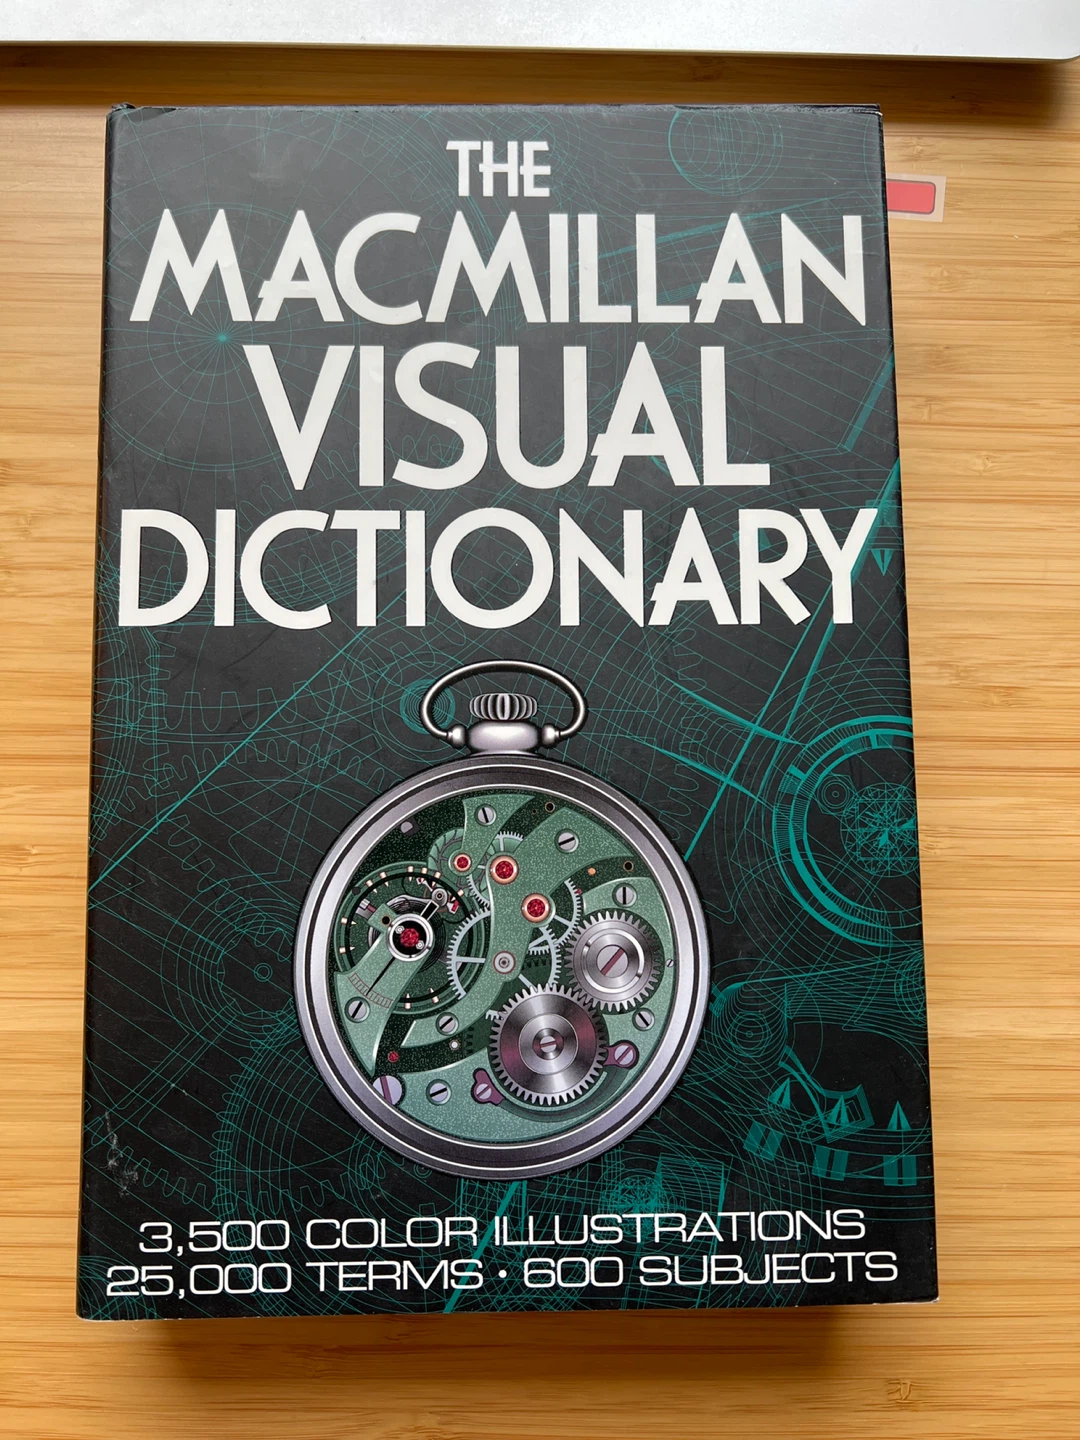 THE
MACMILLAN
VISUAL
DICTIONARY
3,500 COLOR ILLUSTRATIONS
25,000 TERMS • 600 SUBJECTS